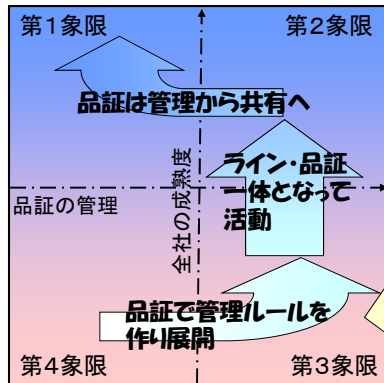 第1象限
第2象限
品証は管理から共有へ
ライン・品証
一体となって
活動
全社の成熟度
品証の管理
品証で管理ルールを
作り展開
第4象限
第3象限